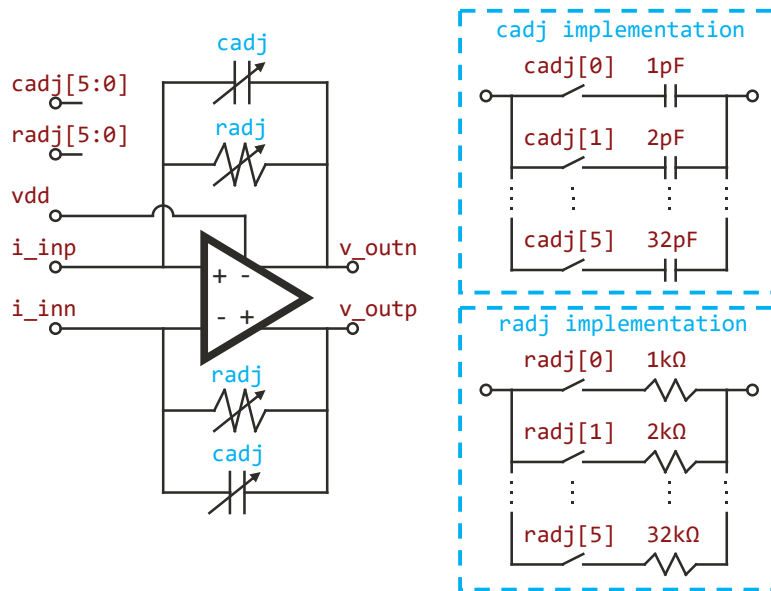 cadj
cadj[5:0]
radj
radj[5:0]
vdd
i_inp
v_outn
+ -
i_inn
- +
v_outp
radj
cadj
cadj implementation
cadj[0] 1pF
cadj[1] 2pF
cadj[5] 32pF
radj implementation
radj[0] 1kΩ
radj[1] 2kΩ
radj[5] 32kΩ